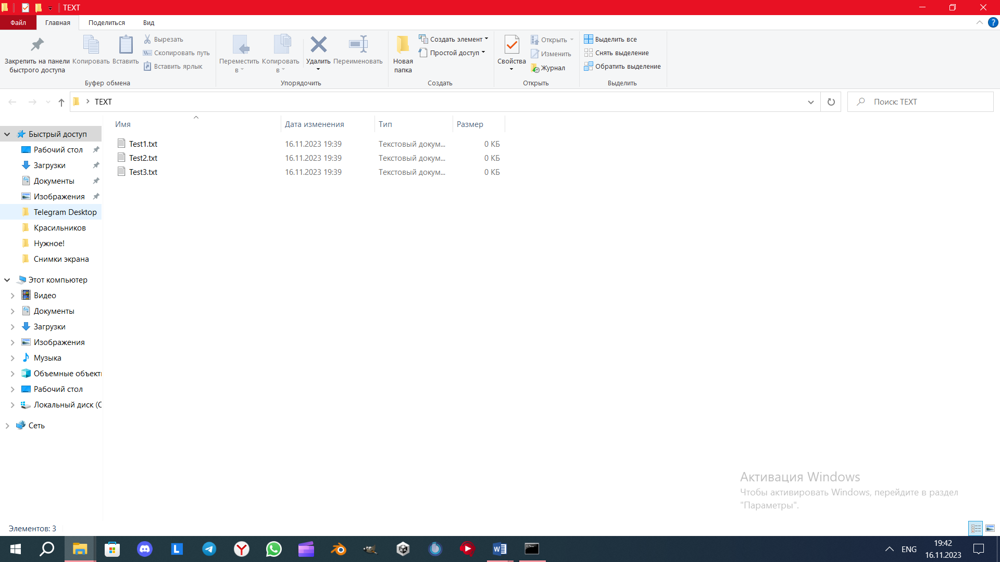 TEXT
Файл Главная Поделиться Вид
Закрепить на панели быстрого доступа
Копировать
Вставить
Вырезать
Скопировать путь
Вставить ярлык
Буфер обмена
Переместить в
Копировать в
Удалить
Переименовать
Упорядочить
Новая папка
Создать элемент
Простой доступ
Создать
Свойства
Открыть
Изменить
Журнал
Открыть
Выделить все
Снять выделение
Обратить выделение
Выделить
TEXT
Поиск: TEXT
Имя Дата изменения Тип Размер
Test1.txt 16.11.2023 19:39 Текстовый докум... 0 КБ
Test2.txt 16.11.2023 19:39 Текстовый докум... 0 КБ
Test3.txt 16.11.2023 19:39 Текстовый докум... 0 КБ
Быстрый доступ
Рабочий стол
Загрузки
Документы
Изображения
Telegram Desktop
Красильников
Нужное!
Снимки экрана
Этот компьютер
Видео
Документы
Загрузки
Изображения
Музыка
Объемные объект
Рабочий стол
Локальный диск (C
Сеть
Активация Windows
Чтобы активировать Windows, перейдите в раздел
"Параметры".
Элементов: 3
ENG
19:42
16.11.2023